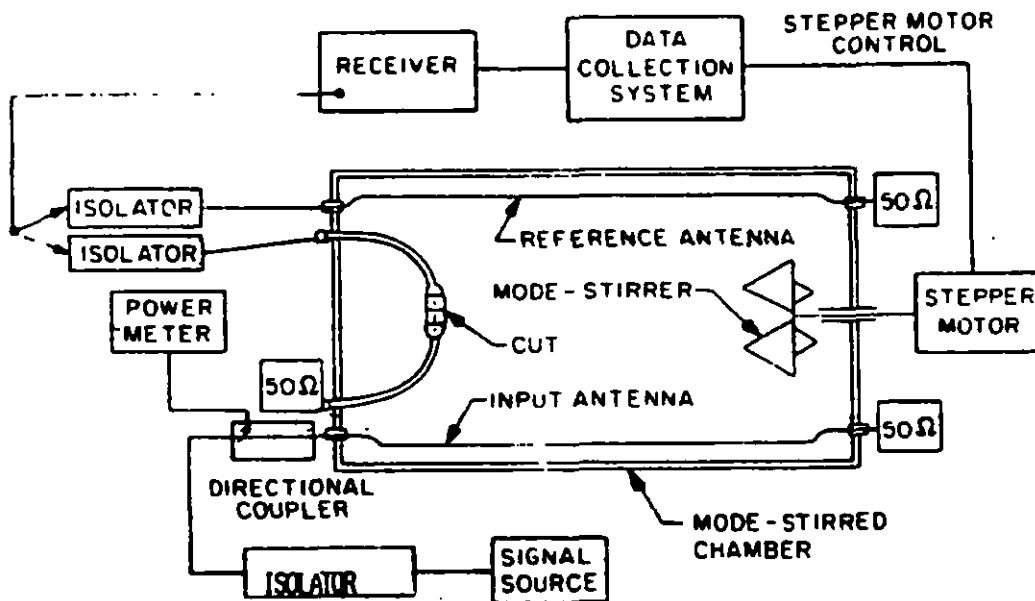 STEPPER MOTOR
CONTROL
RECEIVER
DATA
COLLECTION
SYSTEM
ISOLATOR
ISOLATOR
50Ω
REFERENCE ANTENNA
POWER
METER
MODE-STIRRER
STEPPER
MOTOR
CUT
50Ω
INPUT ANTENNA
50Ω
DIRECTIONAL
COUPLER
MODE-STIRRED
CHAMBER
ISOLATOR
SIGNAL
SOURCE